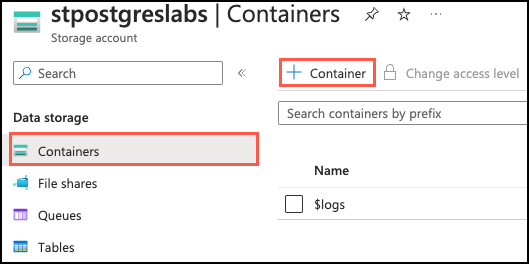 stpostgreslabs | Containers
Storage account
Search
Container
Change access level
Search containers by prefix
Data storage
Containers
File shares
Queues
Tables
Name
$logs